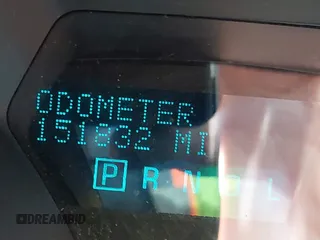 ODOMETER
151832 MI
P R N D L
DREAMBID